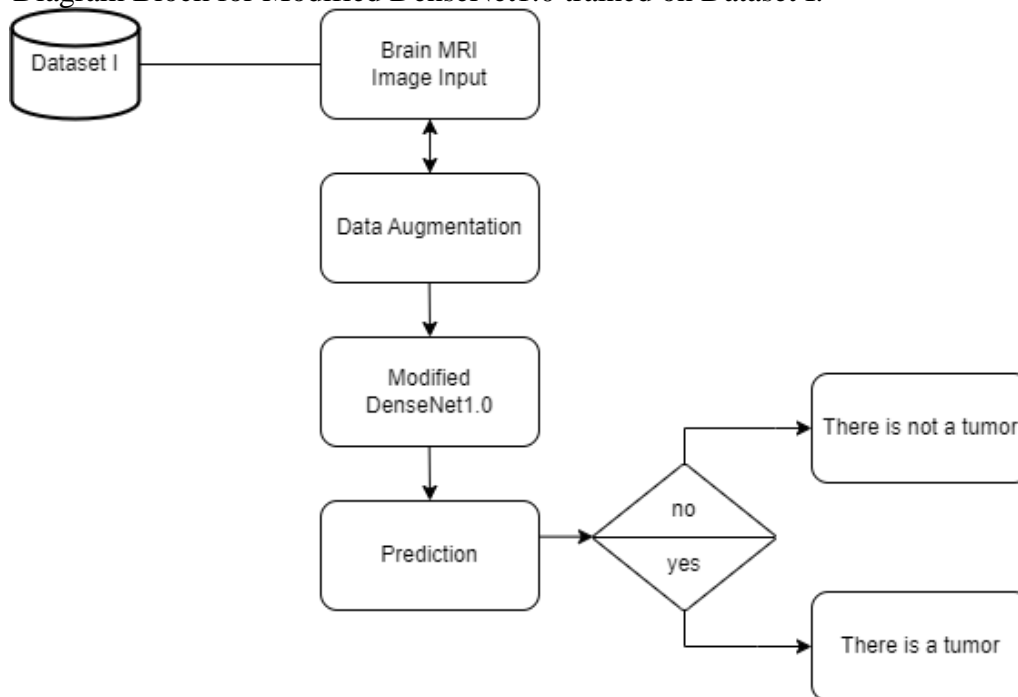 Diagram Block for Modified DenseNet1.0 trained on Dataset I.
Dataset I
Brain MRI
Image Input
Data Augmentation
Modified
DenseNet1.0
Prediction
no
yes
There is not a tumor
There is a tumor